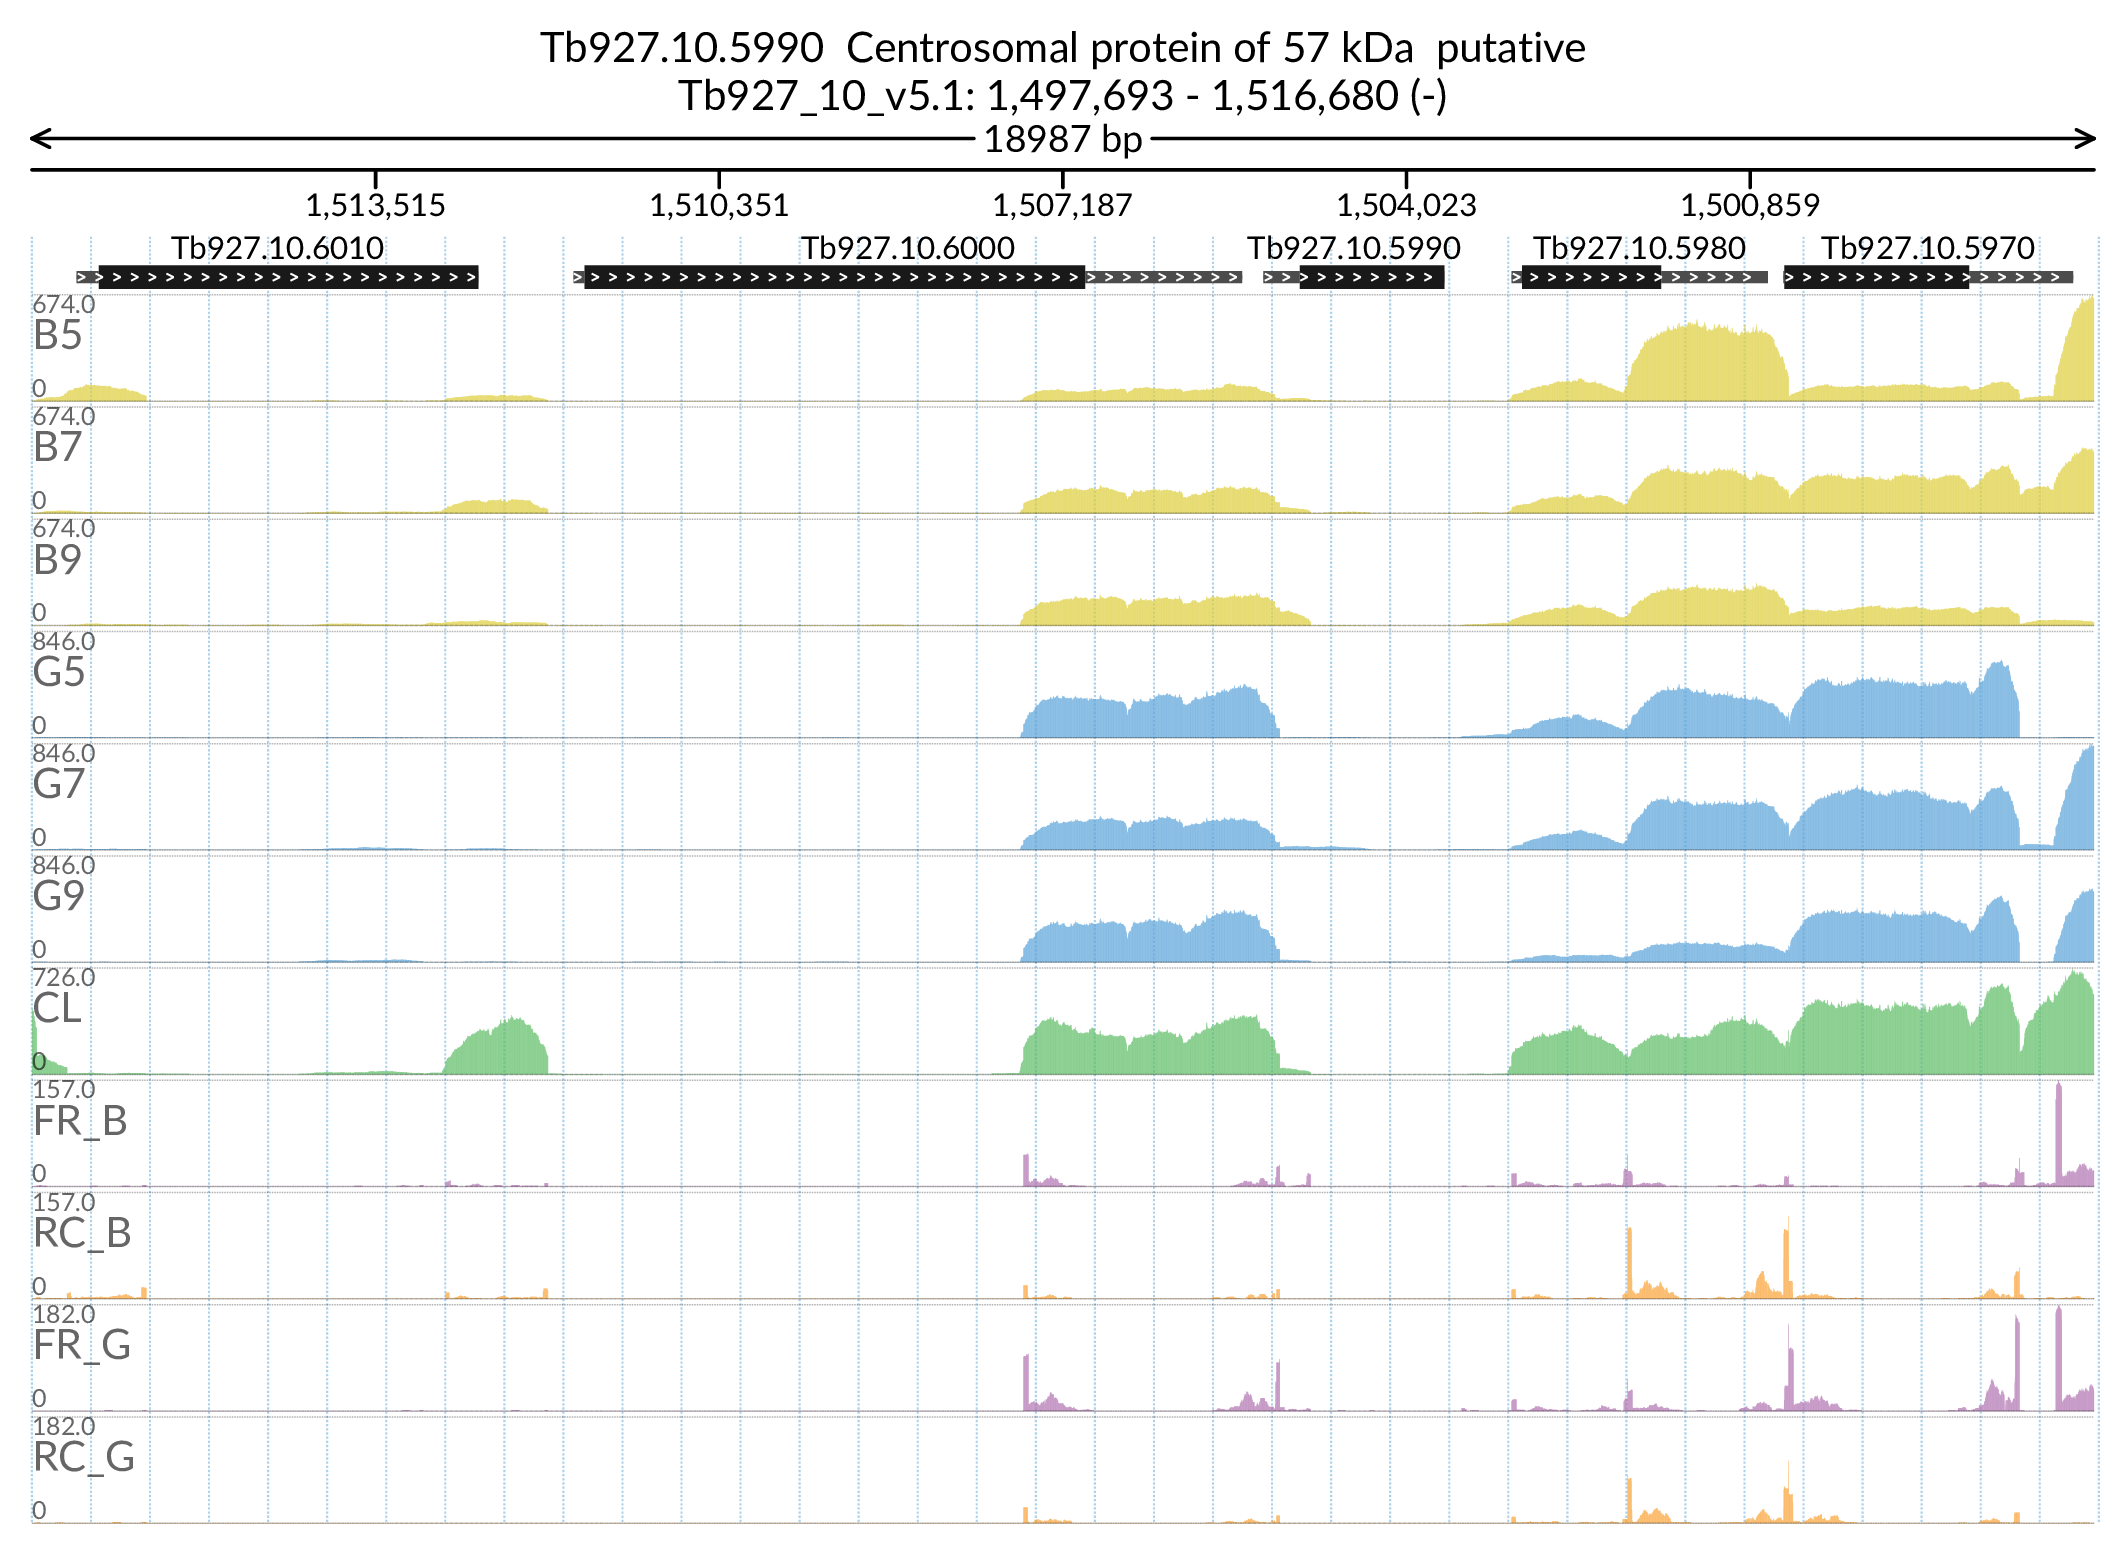 Tb927.10.5990  Centrosomal protein of 57 kDa  putative
Tb927_10_v5.1: 1,497,693 - 1,516,680 (-)
18987 bp
1,513,515 1,510,351 1,507,187 1,504,023 1,500,859
Tb927.10.6010 Tb927.10.6000 Tb927.10.5990 Tb927.10.5980 Tb927.10.5970
674.0
B5
0
674.0
B7
0
674.0
B9
0
846.0
G5
0
846.0
G7
0
846.0
G9
0
726.0
CL
0
157.0
FR_B
0
157.0
RC_B
0
182.0
FR_G
0
182.0
RC_G
0